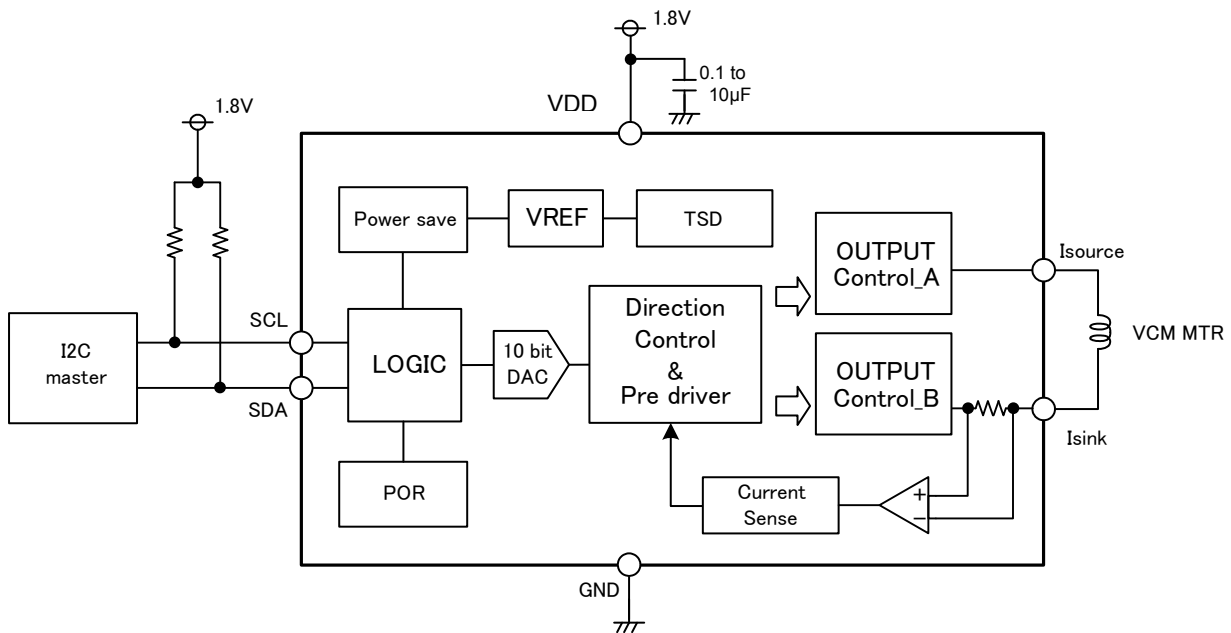 1.8V
0.1 to
10µF
VDD
1.8V
Power save
VREF
TSD
OUTPUT
Control_A
Isource
Direction
Control
&
Pre driver
SCL
I2C
master
LOGIC
10 bit
DAC
VCM MTR
OUTPUT
Control_B
SDA
Isink
POR
Current
Sense
+
−
GND